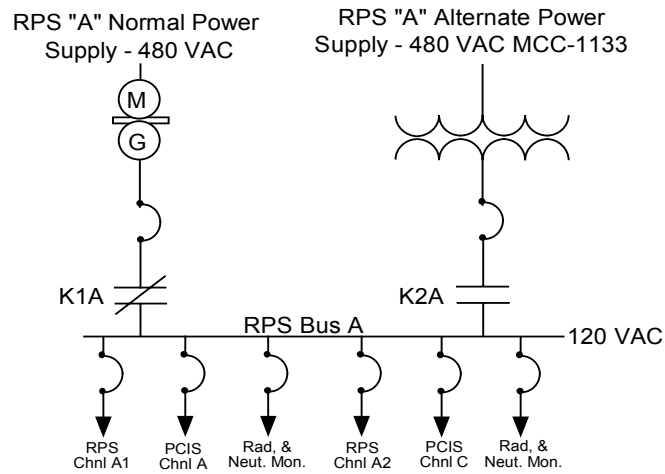 RPS "A" Normal Power
Supply - 480 VAC
RPS "A" Alternate Power
Supply - 480 VAC MCC-1133
M
G
K1A
K2A
RPS Bus A
120 VAC
RPS
Chnl A1
PCIS
Chnl A
Rad, &
Neut. Mon.
RPS
Chnl A2
PCIS
Chnl C
Rad, &
Neut. Mon.